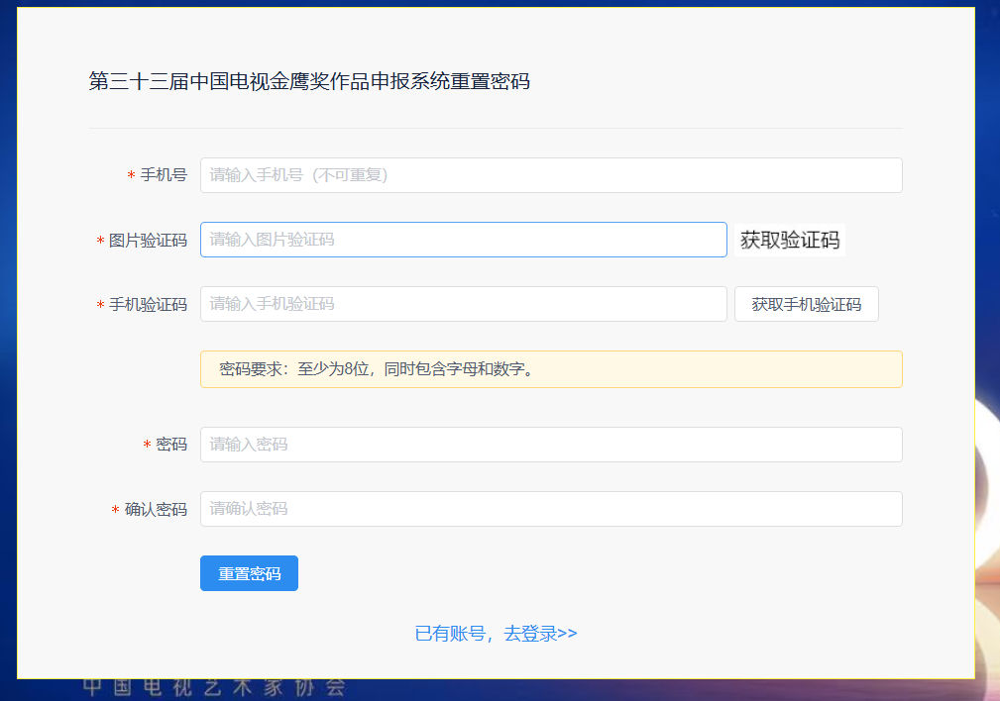 第三十三届中国电视金鹰奖作品申报系统重置密码
* 手机号 请输入手机号（不可重复）
* 图片验证码 请输入图片验证码 获取验证码
* 手机验证码 请输入手机验证码 获取手机验证码
密码要求：至少为8位，同时包含字母和数字。
* 密码 请输入密码
* 确认密码 请确认密码
重置密码
已有账号，去登录>>
中国电视艺术家协会